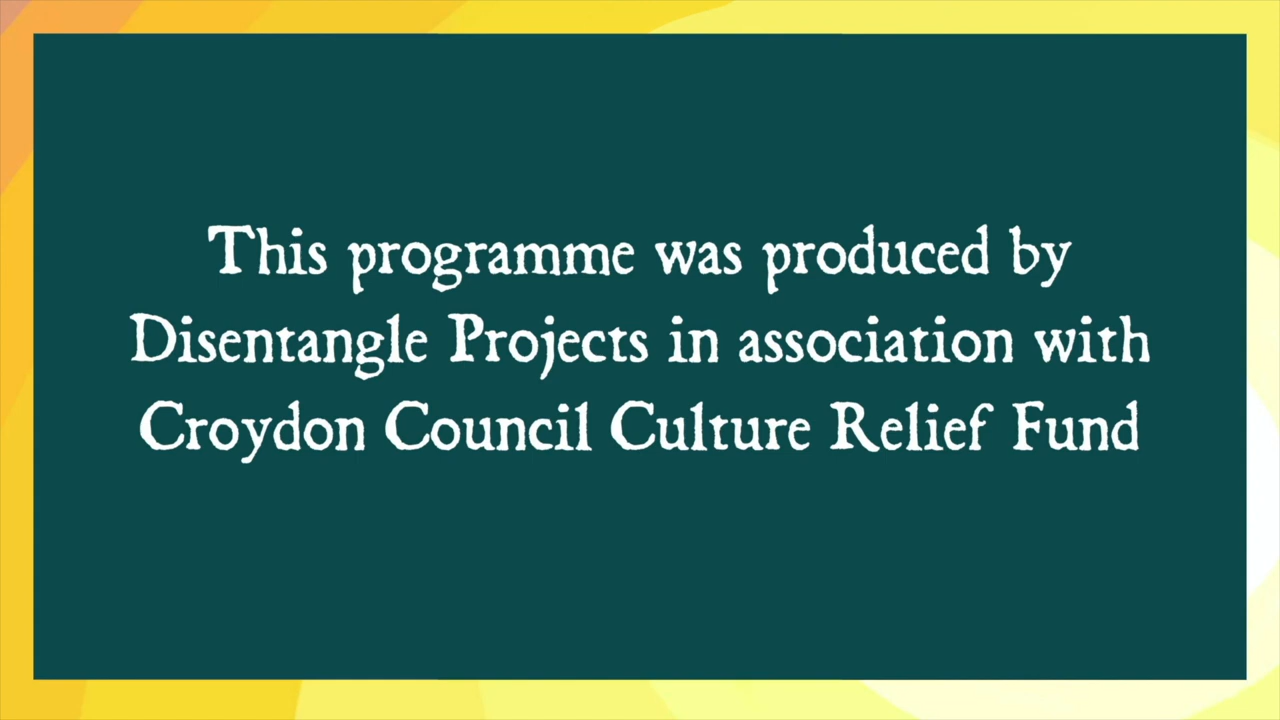 This programme was produced by
Disentangle Projects in association with
Croydon Council Culture Relief Fund